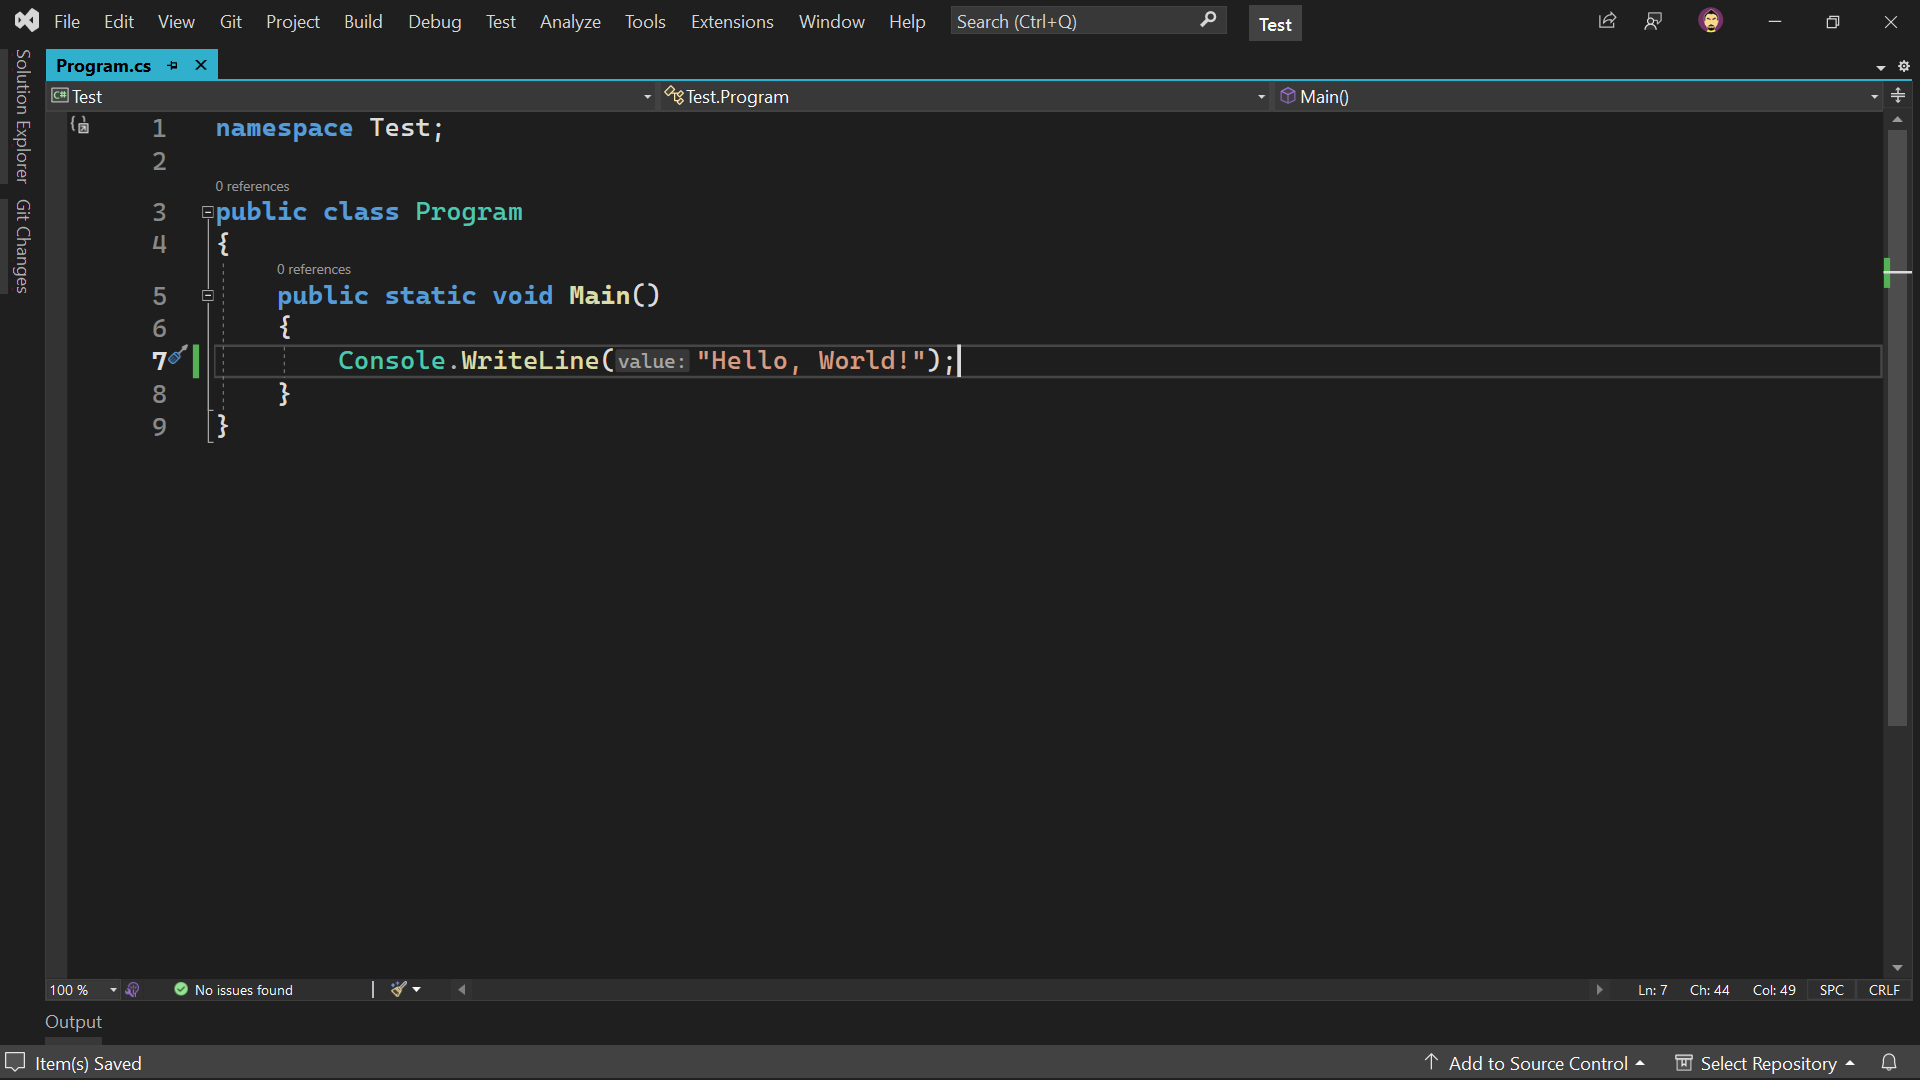 File Edit View Git Project Build Debug Test Analyze Tools Extensions Window Help Search (Ctrl+Q) Test
Solution Explorer
Git Changes
Program.cs
C# Test Test.Program Main()
1 namespace Test;
2
0 references
3 public class Program
4 {
0 references
5 public static void Main()
6 {
7 Console.WriteLine(value: "Hello, World!");
8 }
9 }
100 % No issues found Ln: 7 Ch: 44 Col: 49 SPC CRLF
Output
Item(s) Saved Add to Source Control Select Repository